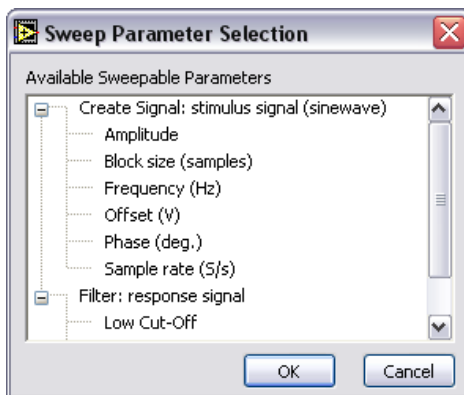 Sweep Parameter Selection
Available Sweepable Parameters
Create Signal: stimulus signal (sinewave)
Amplitude
Block size (samples)
Frequency (Hz)
Offset (V)
Phase (deg.)
Sample rate (S/s)
Filter: response signal
Low Cut-Off
OK Cancel